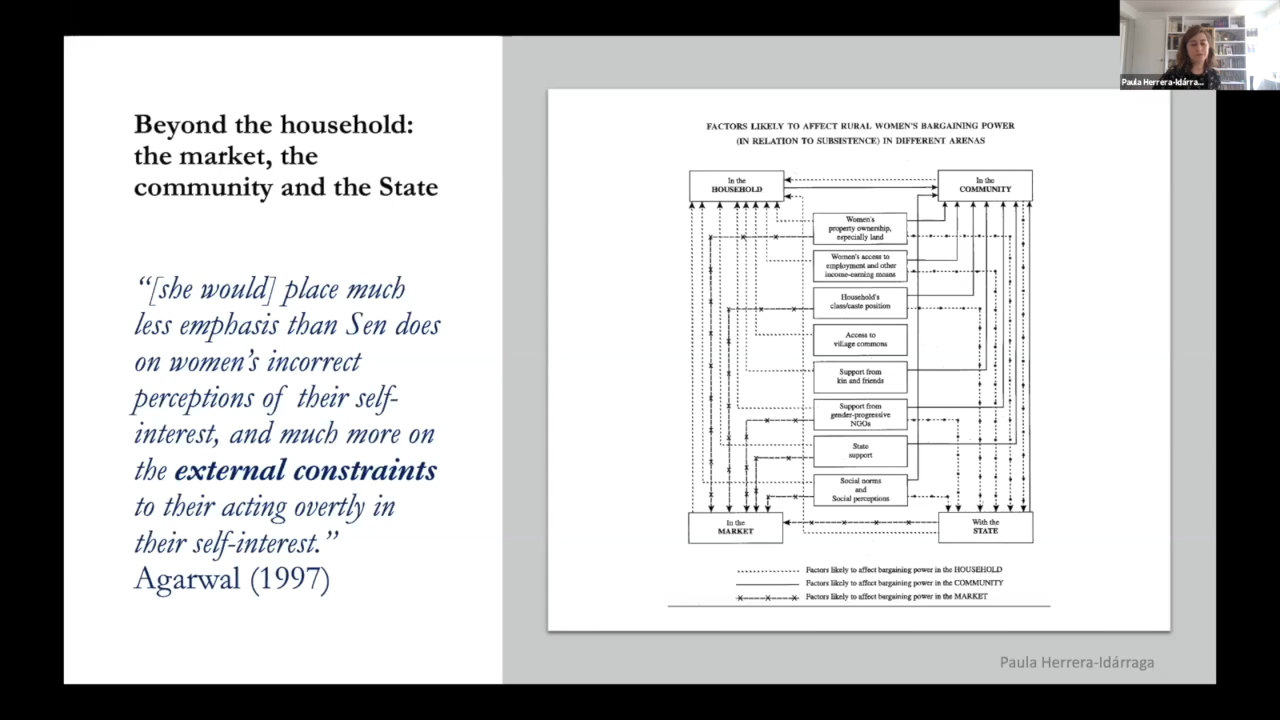 Paula Herrera-Idárra...
Beyond the household:
the market, the
community and the State
“[she would] place much
less emphasis than Sen does
on women’s incorrect
perceptions of their self-
interest, and much more on
the external constraints
to their acting overtly in
their self-interest.”
Agarwal (1997)
FACTORS LIKELY TO AFFECT RURAL WOMEN'S BARGAINING POWER
(IN RELATION TO SUBSISTENCE) IN DIFFERENT ARENAS
In the
HOUSEHOLD
In the
COMMUNITY
Women's
property ownership,
especially land
Women's access to
employment and other
income-earning means
Household's
class/caste position
Access to
village commons
Support from
kin and friends
Support from
gender-progressive
NGOs
State
support
Social norms
and
Social perceptions
In the
MARKET
With the
STATE
Factors likely to affect bargaining power in the HOUSEHOLD
Factors likely to affect bargaining power in the COMMUNITY
Factors likely to affect bargaining power in the MARKET
Paula Herrera-Idárraga